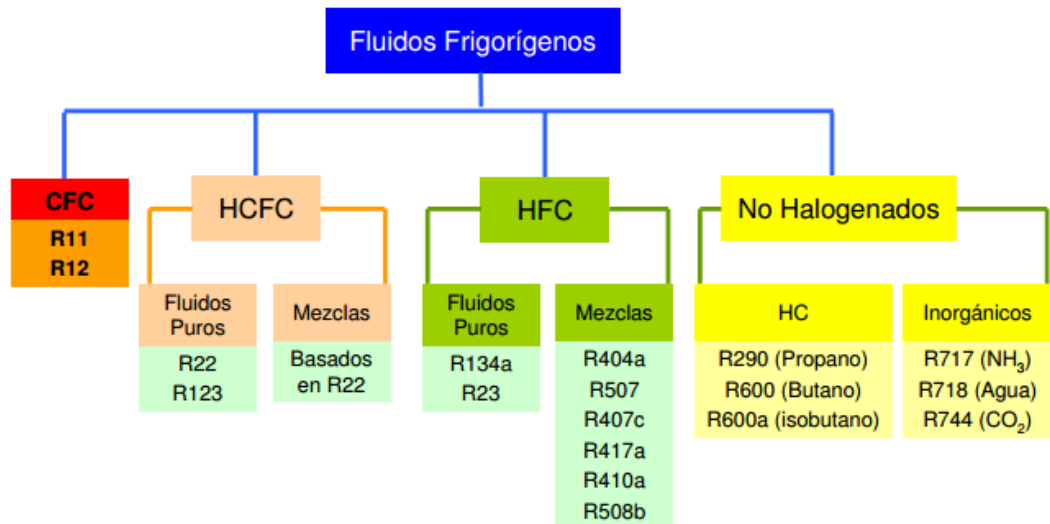 Fluidos Frigorígenos
CFC
R11
R12
HCFC
Fluidos
Puros
R22
R123
Mezclas
Basados
en R22
HFC
Fluidos
Puros
R134a
R23
Mezclas
R404a
R507
R407c
R417a
R410a
R508b
No Halogenados
HC
R290 (Propano)
R600 (Butano)
R600a (isobutano)
Inorgánicos
R717 (NH₃)
R718 (Agua)
R744 (CO₂)